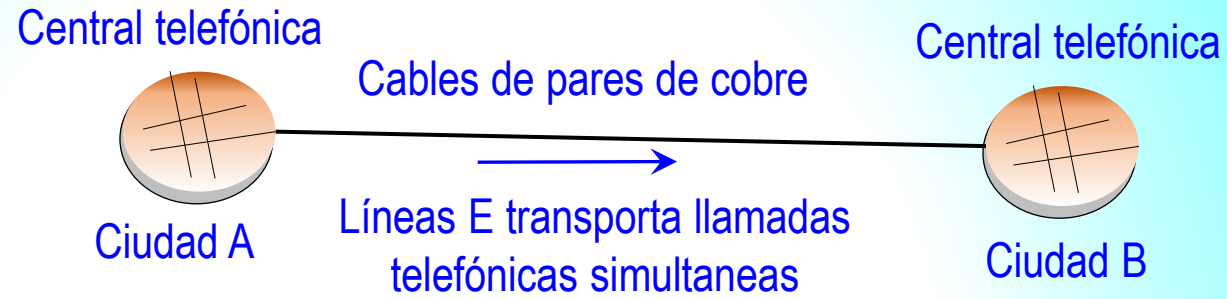 Central telefónica
Central telefónica
Cables de pares de cobre
Líneas E transporta llamadas
telefónicas simultaneas
Ciudad A
Ciudad B